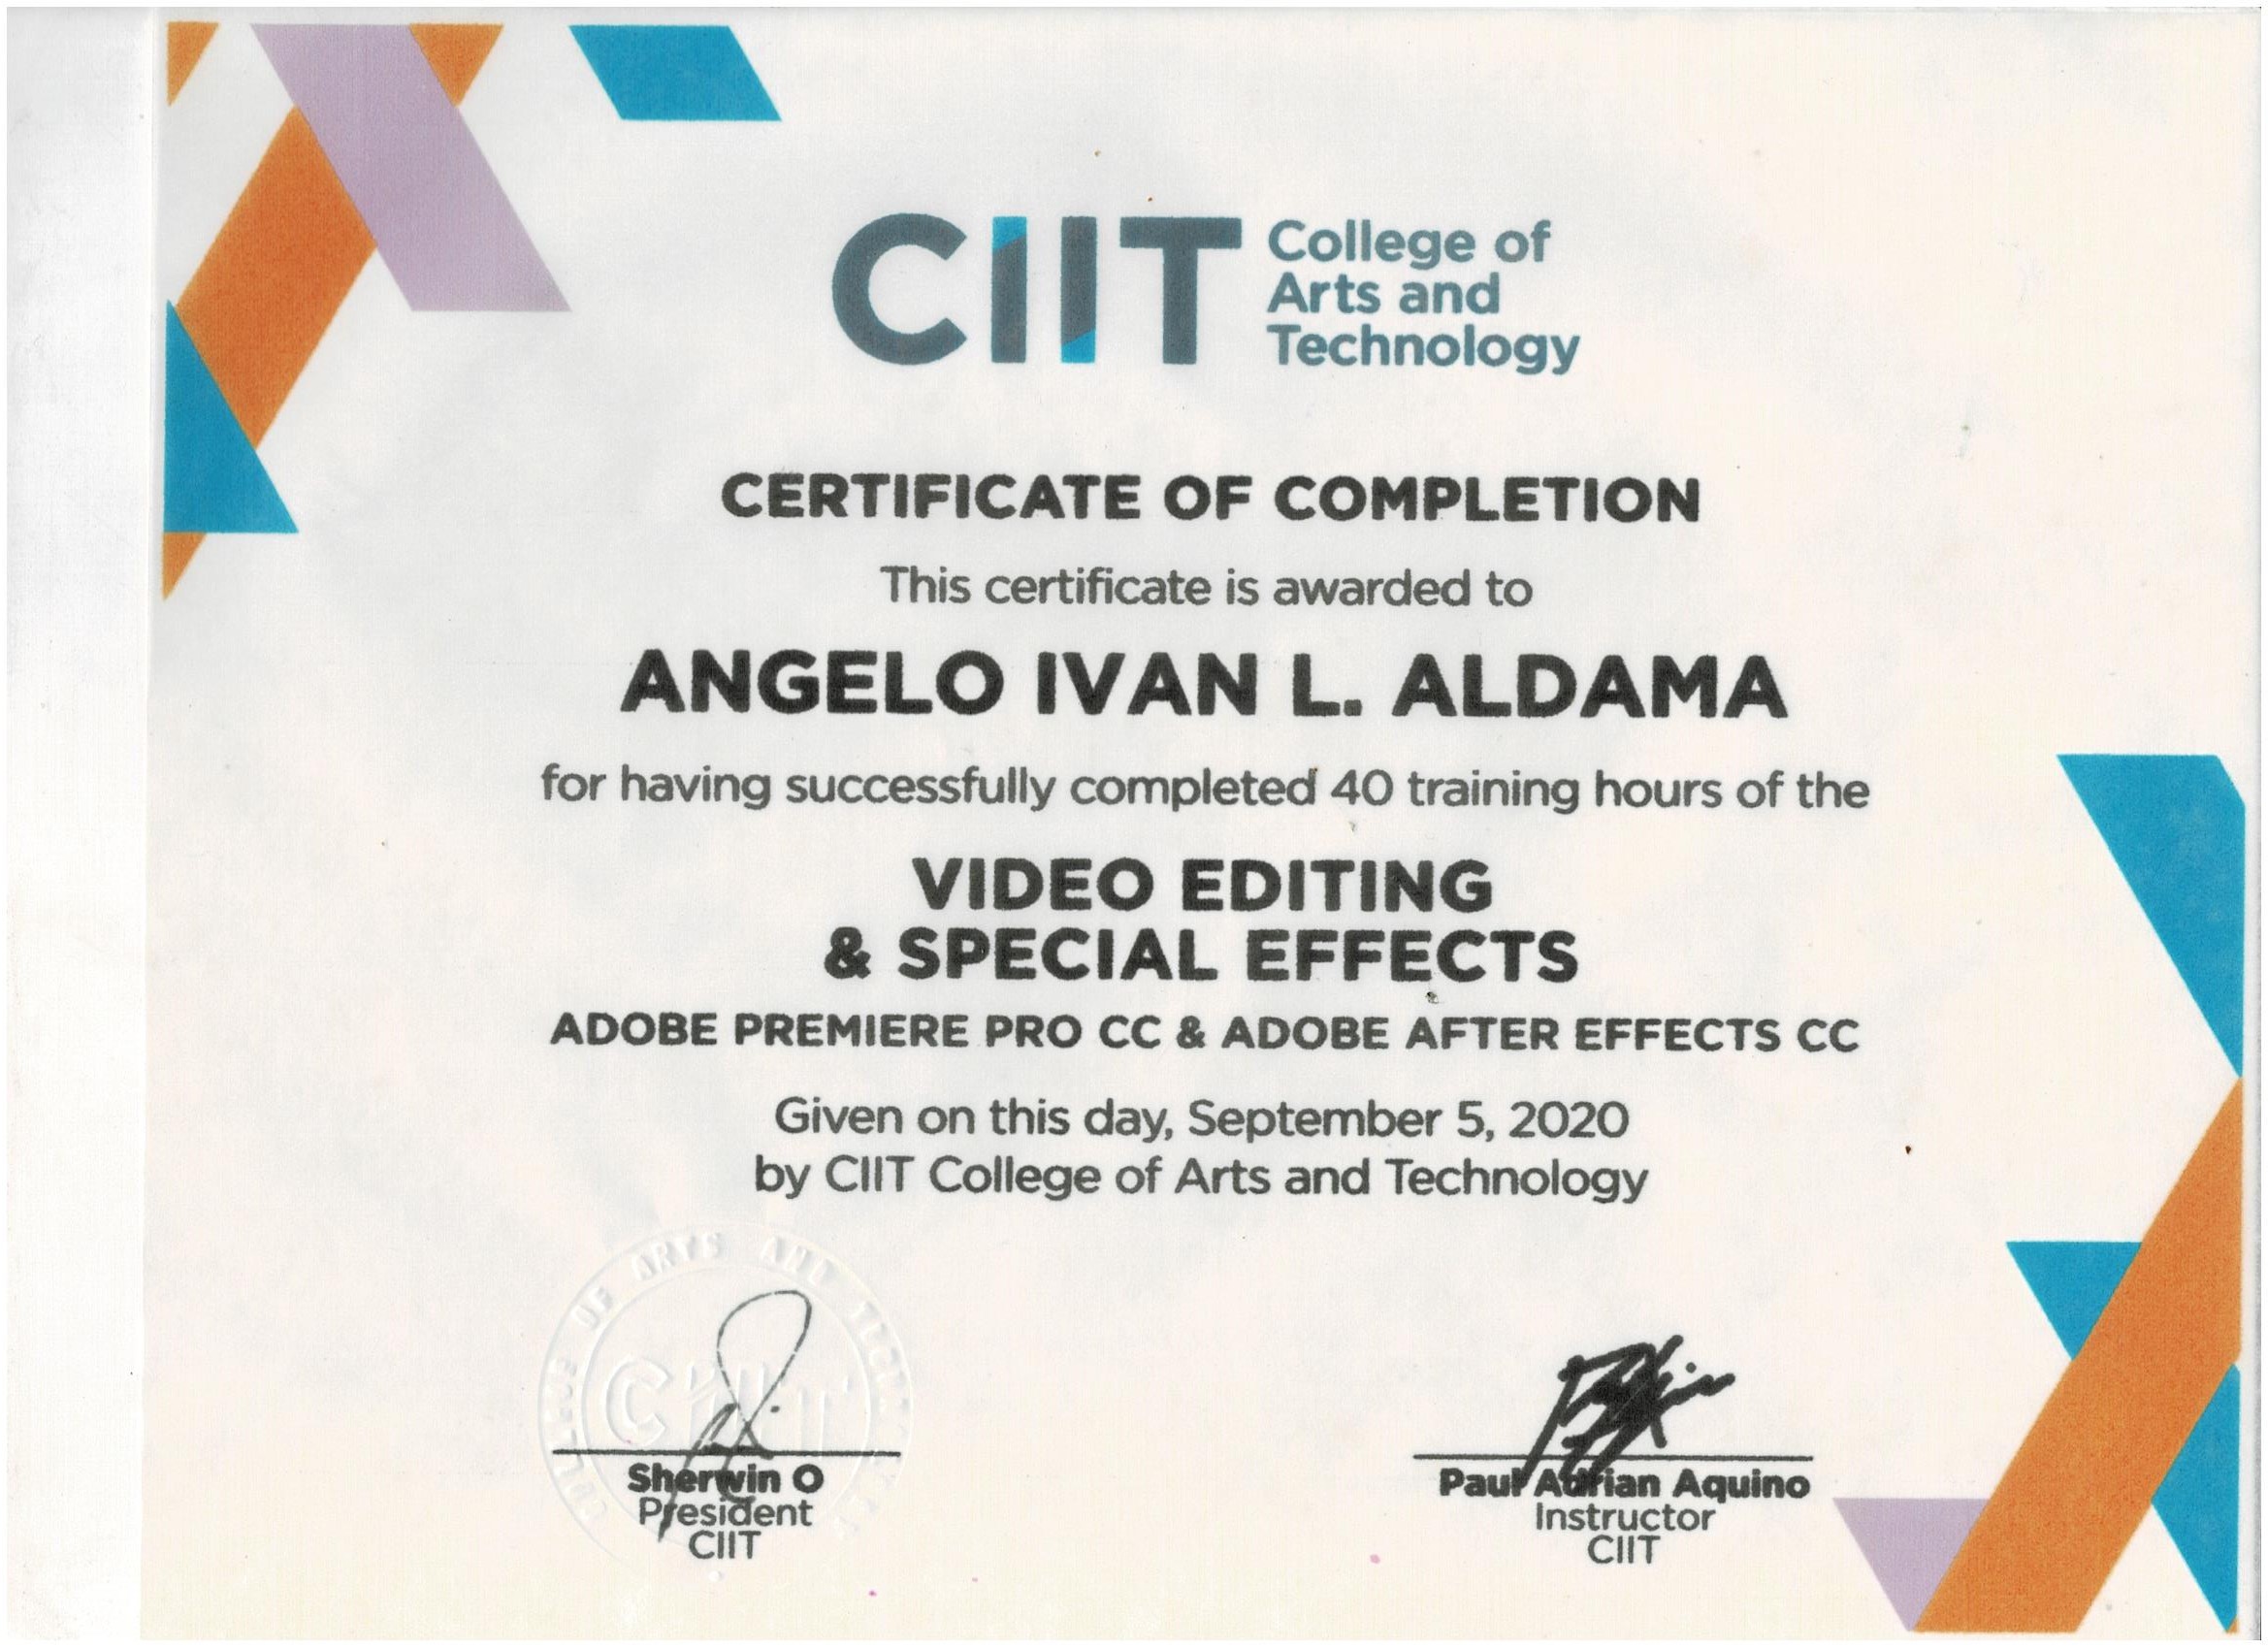 CIIT College of
Arts and
Technology
CERTIFICATE OF COMPLETION
This certificate is awarded to
ANGELO IVAN L. ALDAMA
for having successfully completed 40 training hours of the
VIDEO EDITING
& SPECIAL EFFECTS
ADOBE PREMIERE PRO CC & ADOBE AFTER EFFECTS CC
Given on this day, September 5, 2020
by CIIT College of Arts and Technology
COLLEGE OF ARTS AND TECHNOLOGY
CIIT
Sherwin O
President
CIIT
Paul Adrian Aquino
Instructor
CIIT